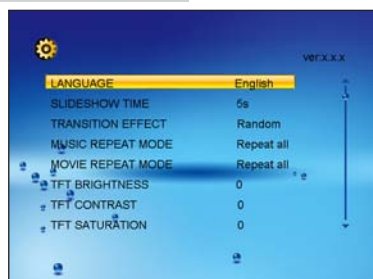 ver:x.x.x
LANGUAGE English
SLIDESHOW TIME 5s
TRANSITION EFFECT Random
MUSIC REPEAT MODE Repeat all
MOVIE REPEAT MODE Repeat all
TFT BRIGHTNESS 0
TFT CONTRAST 0
TFT SATURATION 0